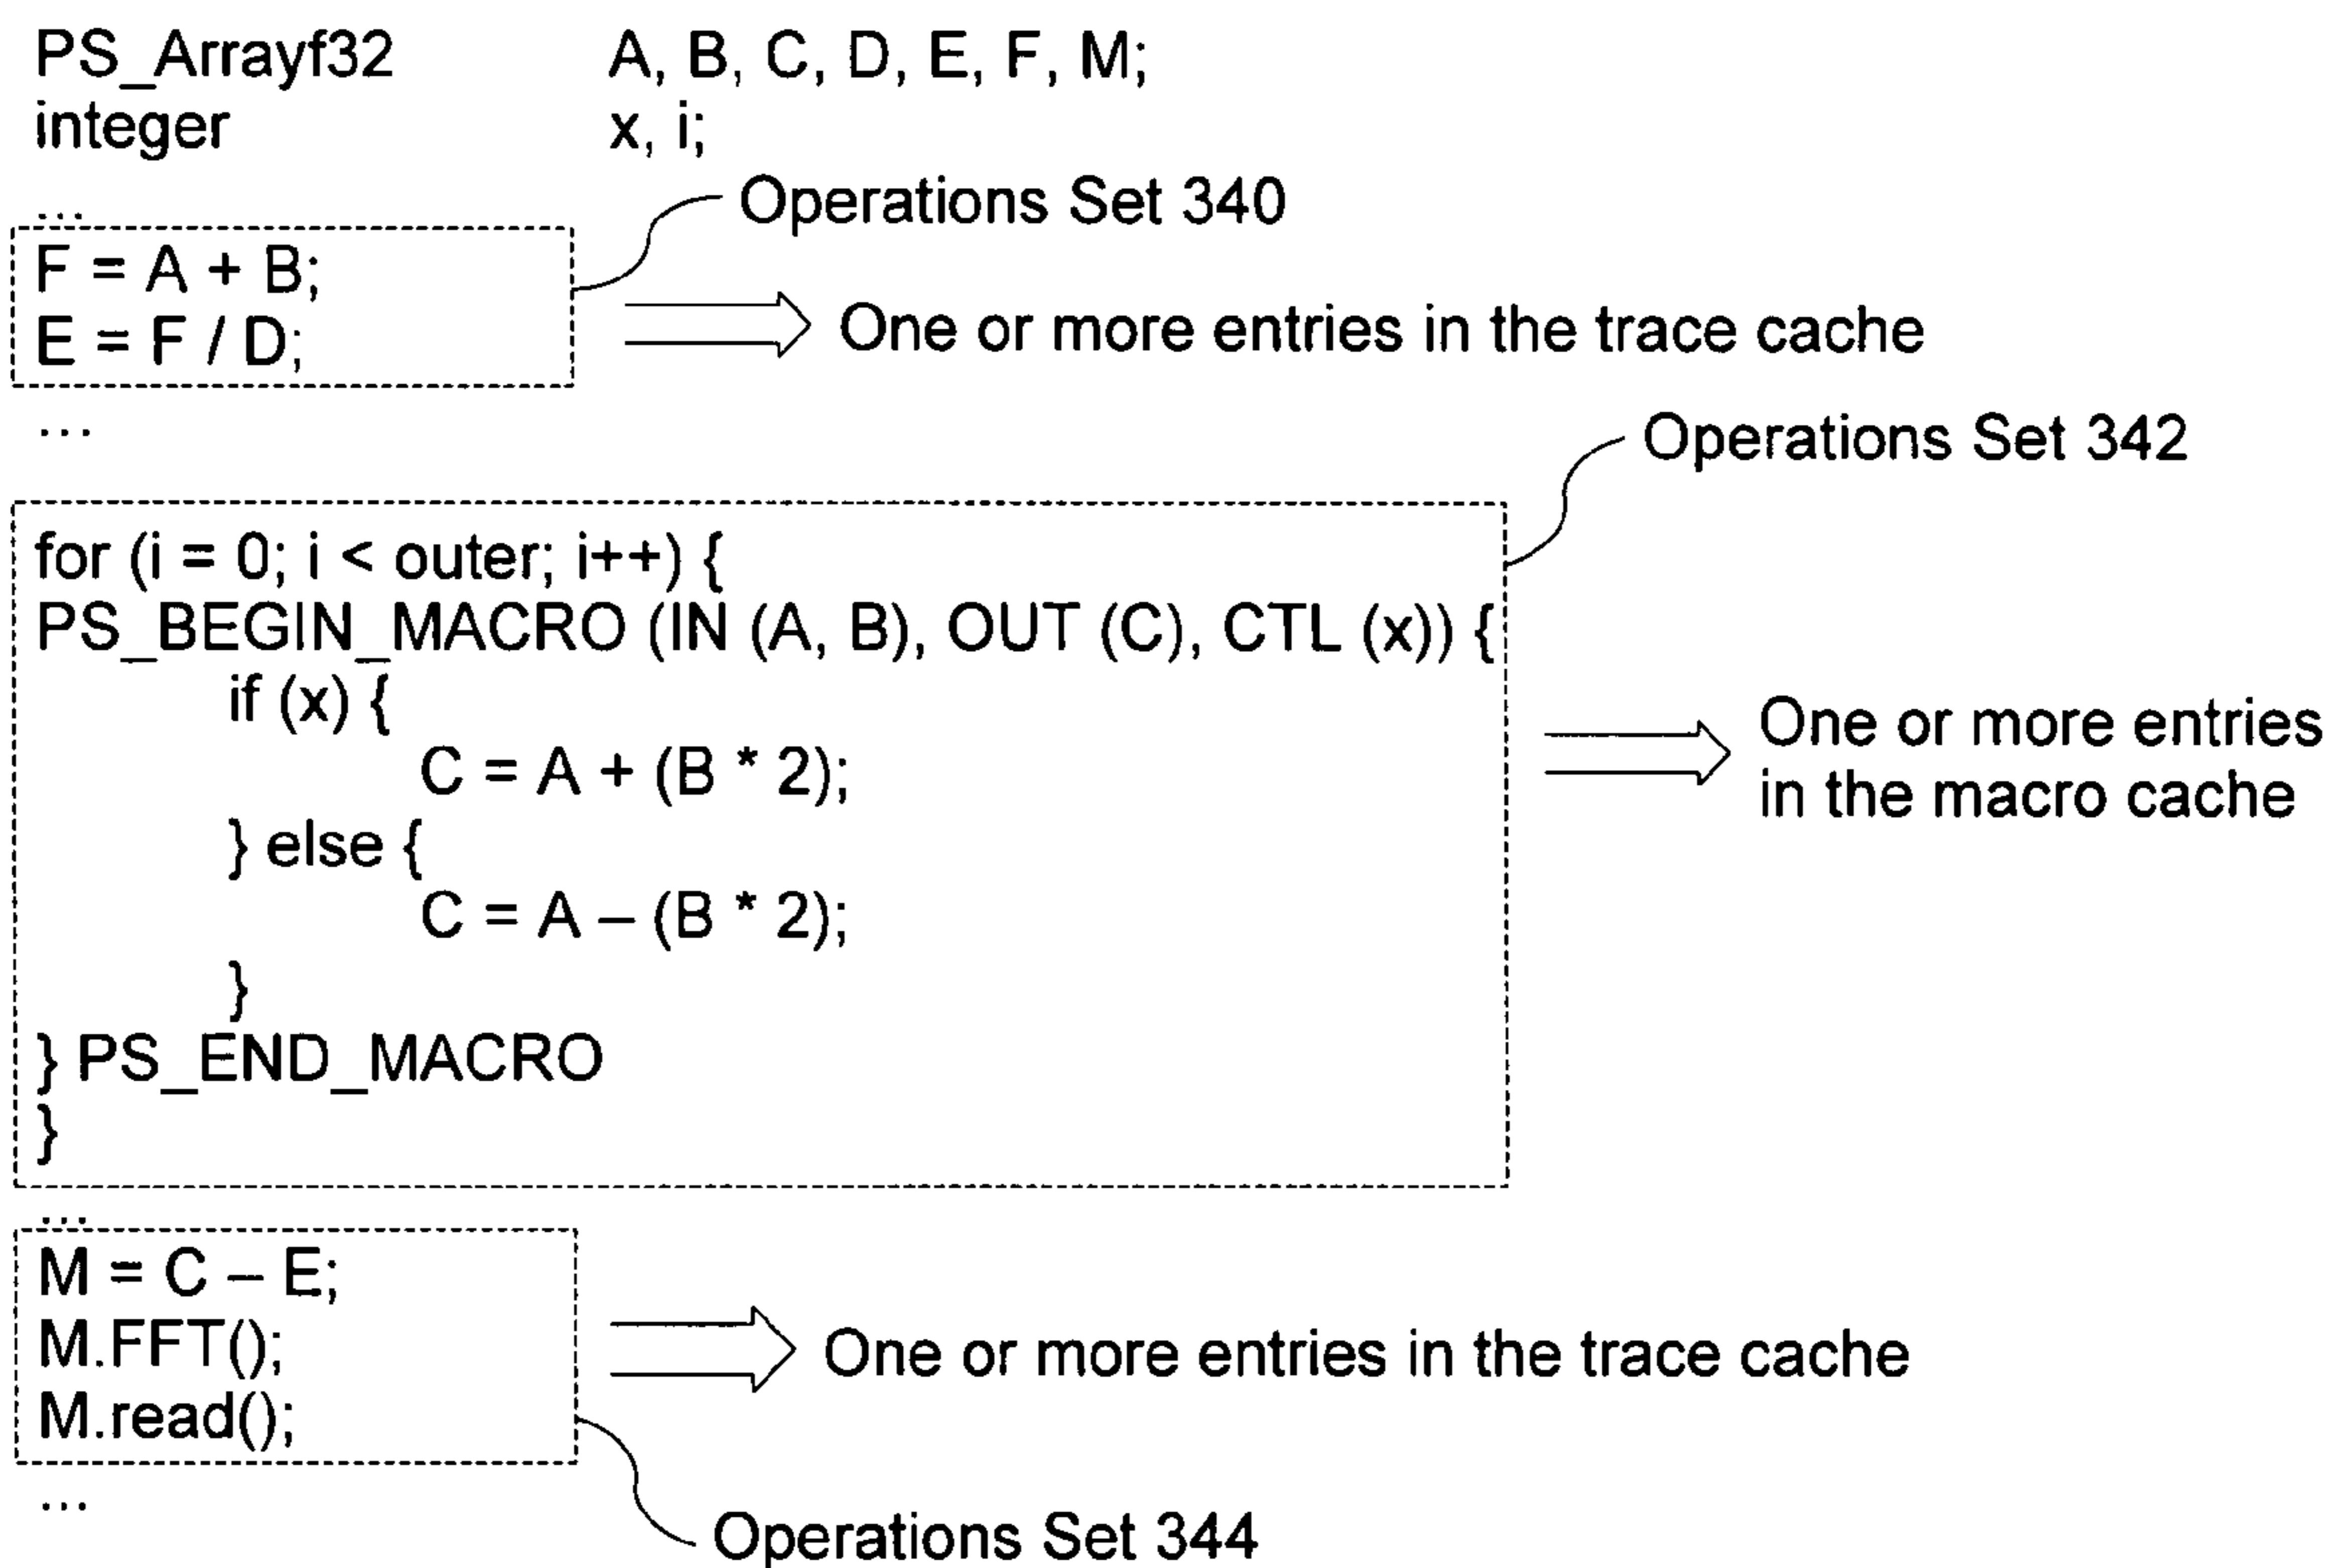 PS_Arrayf32 A, B, C, D, E, F, M;
integer x, i;
...
Operations Set 340
F = A + B;
E = F / D;
One or more entries in the trace cache
...
Operations Set 342
for (i = 0; i < outer; i++) {
PS_BEGIN_MACRO (IN (A, B), OUT (C), CTL (x)) {
if (x) {
C = A + (B * 2);
} else {
C = A – (B * 2);
}
} PS_END_MACRO
}
One or more entries
in the macro cache
...
M = C – E;
M.FFT();
M.read();
One or more entries in the trace cache
...
Operations Set 344